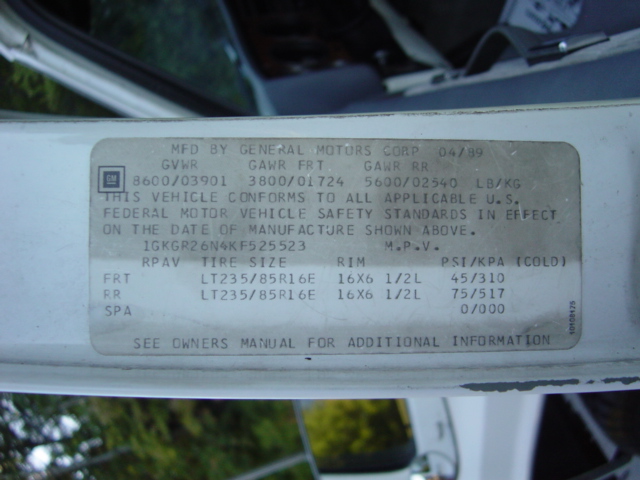 MFD BY GENERAL MOTORS CORP 04/89
GVWR GAWR FRT GAWR RR
GM 8600/03901 3800/01724 5600/02540 LB/KG
THIS VEHICLE CONFORMS TO ALL APPLICABLE U.S.
FEDERAL MOTOR VEHICLE SAFETY STANDARDS IN EFFECT
ON THE DATE OF MANUFACTURE SHOWN ABOVE.
1GKGR26N4KF525523 M.P.V.
RPAV TIRE SIZE RIM PSI/KPA (COLD)
FRT LT235/85R16E 16X6 1/2L 45/310
RR LT235/85R16E 16X6 1/2L 75/517
SPA 0/000
SEE OWNERS MANUAL FOR ADDITIONAL INFORMATION